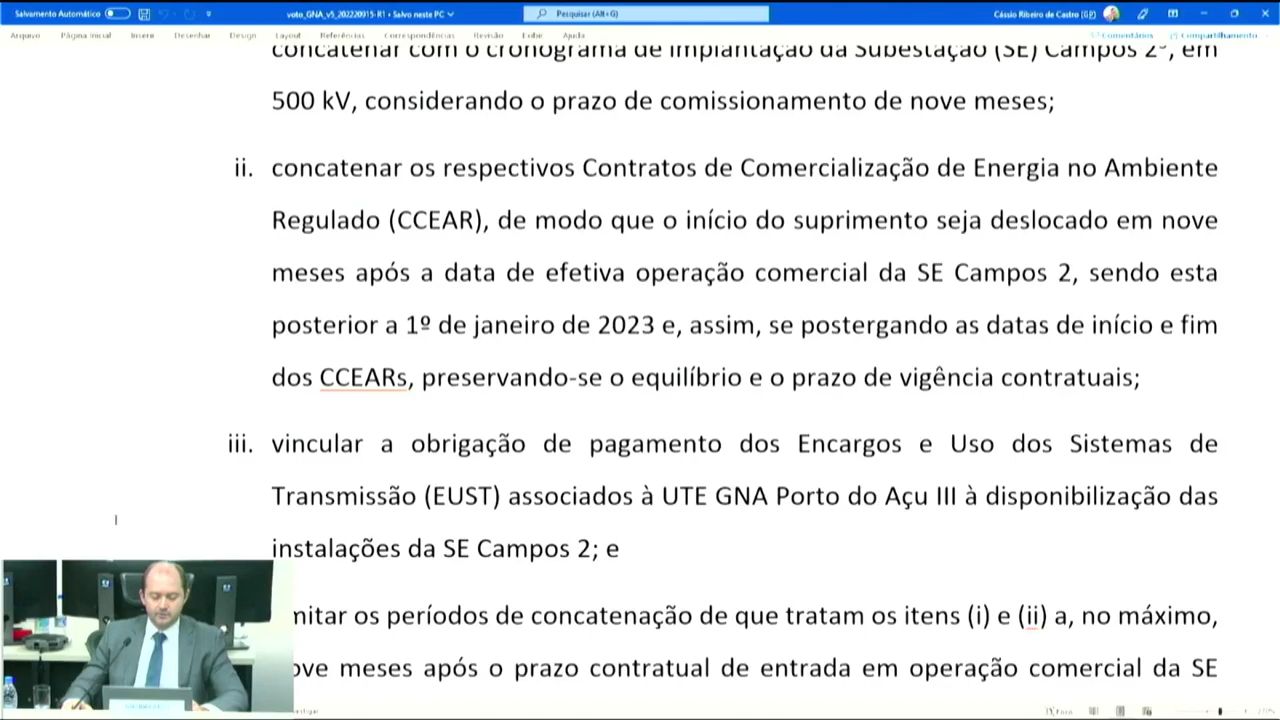 Salvamento Automático voto_GNA_v5_202220915-R1 • Salvo neste PC Pesquisar (Alt+G) Cássio Ribeiro de Castro [GP]
Arquivo Página Inicial Inserir Desenhar Design Layout Referências Correspondências Revisão Exibir Ajuda Comentários Compartilhamento
concatenar com o cronograma de implantação da Subestação (SE) Campos 2", em
500 kV, considerando o prazo de comissionamento de nove meses;
ii. concatenar os respectivos Contratos de Comercialização de Energia no Ambiente
Regulado (CCEAR), de modo que o início do suprimento seja deslocado em nove
meses após a data de efetiva operação comercial da SE Campos 2, sendo esta
posterior a 1º de janeiro de 2023 e, assim, se postergando as datas de início e fim
dos CCEARs, preservando-se o equilíbrio e o prazo de vigência contratuais;
iii. vincular a obrigação de pagamento dos Encargos e Uso dos Sistemas de
Transmissão (EUST) associados à UTE GNA Porto do Açu III à disponibilização das
instalações da SE Campos 2; e
mitar os períodos de concatenação de que tratam os itens (i) e (ii) a, no máximo,
ove meses após o prazo contratual de entrada em operação comercial da SE
Foco